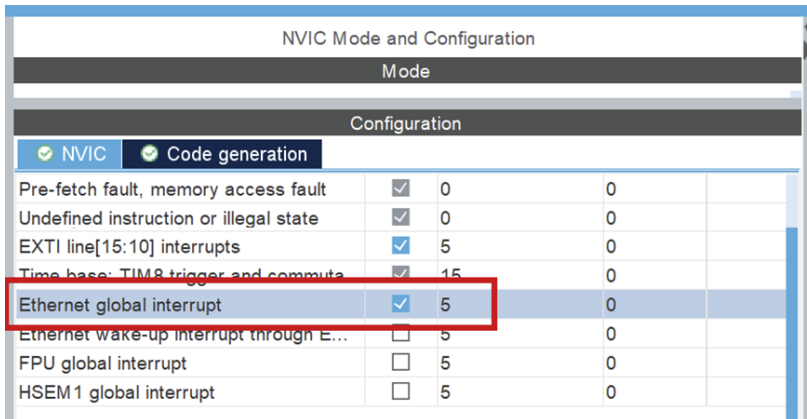 NVIC Mode and Configuration
Mode
Configuration
NVIC Code generation
Pre-fetch fault, memory access fault 0 0
Undefined instruction or illegal state 0 0
EXTI line[15:10] interrupts 5 0
Time base: TIM8 trigger and commuta... 15 0
Ethernet global interrupt 5 0
Ethernet wake-up interrupt through E... 5 0
FPU global interrupt 5 0
HSEM1 global interrupt 5 0